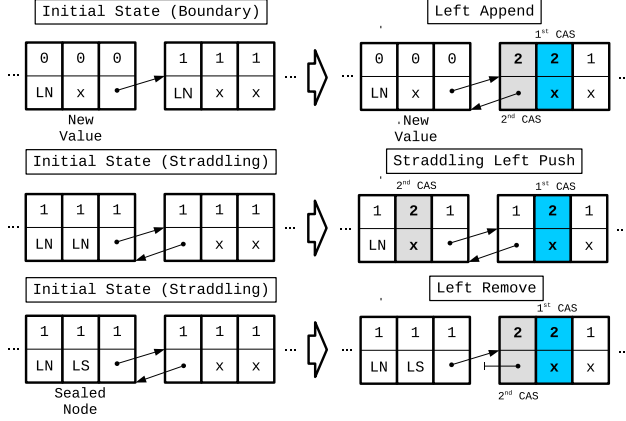 Initial State (Boundary)
Left Append
1st CAS
0 0 0 1 1 1
0 0 0 2 2 1
... LN x LN x x ...
... LN x x x ...
New
Value
New
Value
2nd CAS
Initial State (Straddling)
Straddling Left Push
2nd CAS
1st CAS
1 1 1 1 1 1
1 2 1 1 2 1
... LN LN x x ...
... LN x x x ...
Initial State (Straddling)
Left Remove
1st CAS
1 1 1 1 1 1
1 1 1 2 2 1
... LN LS x x ...
... LN LS x x ...
Sealed
Node
2nd CAS